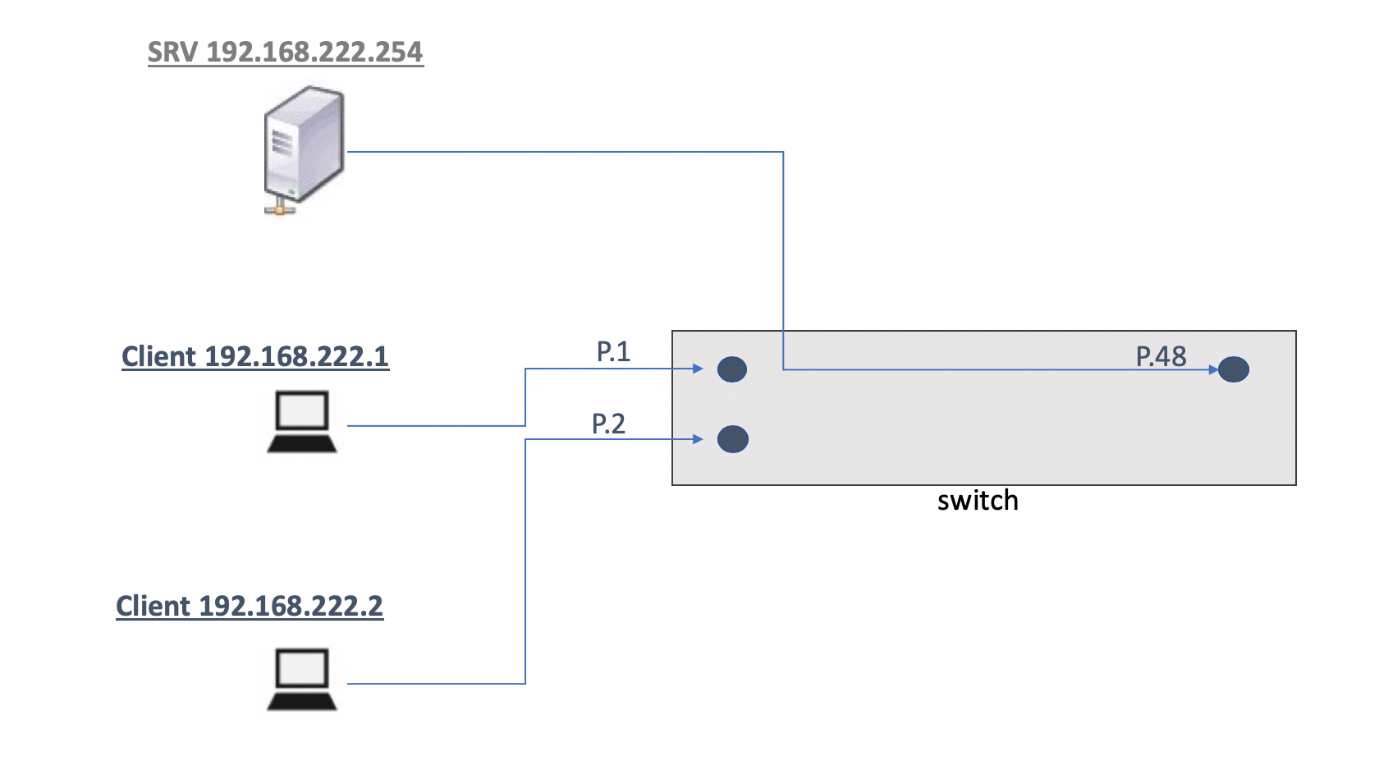 SRV 192.168.222.254
Client 192.168.222.1
P.1
P.48
P.2
switch
Client 192.168.222.2